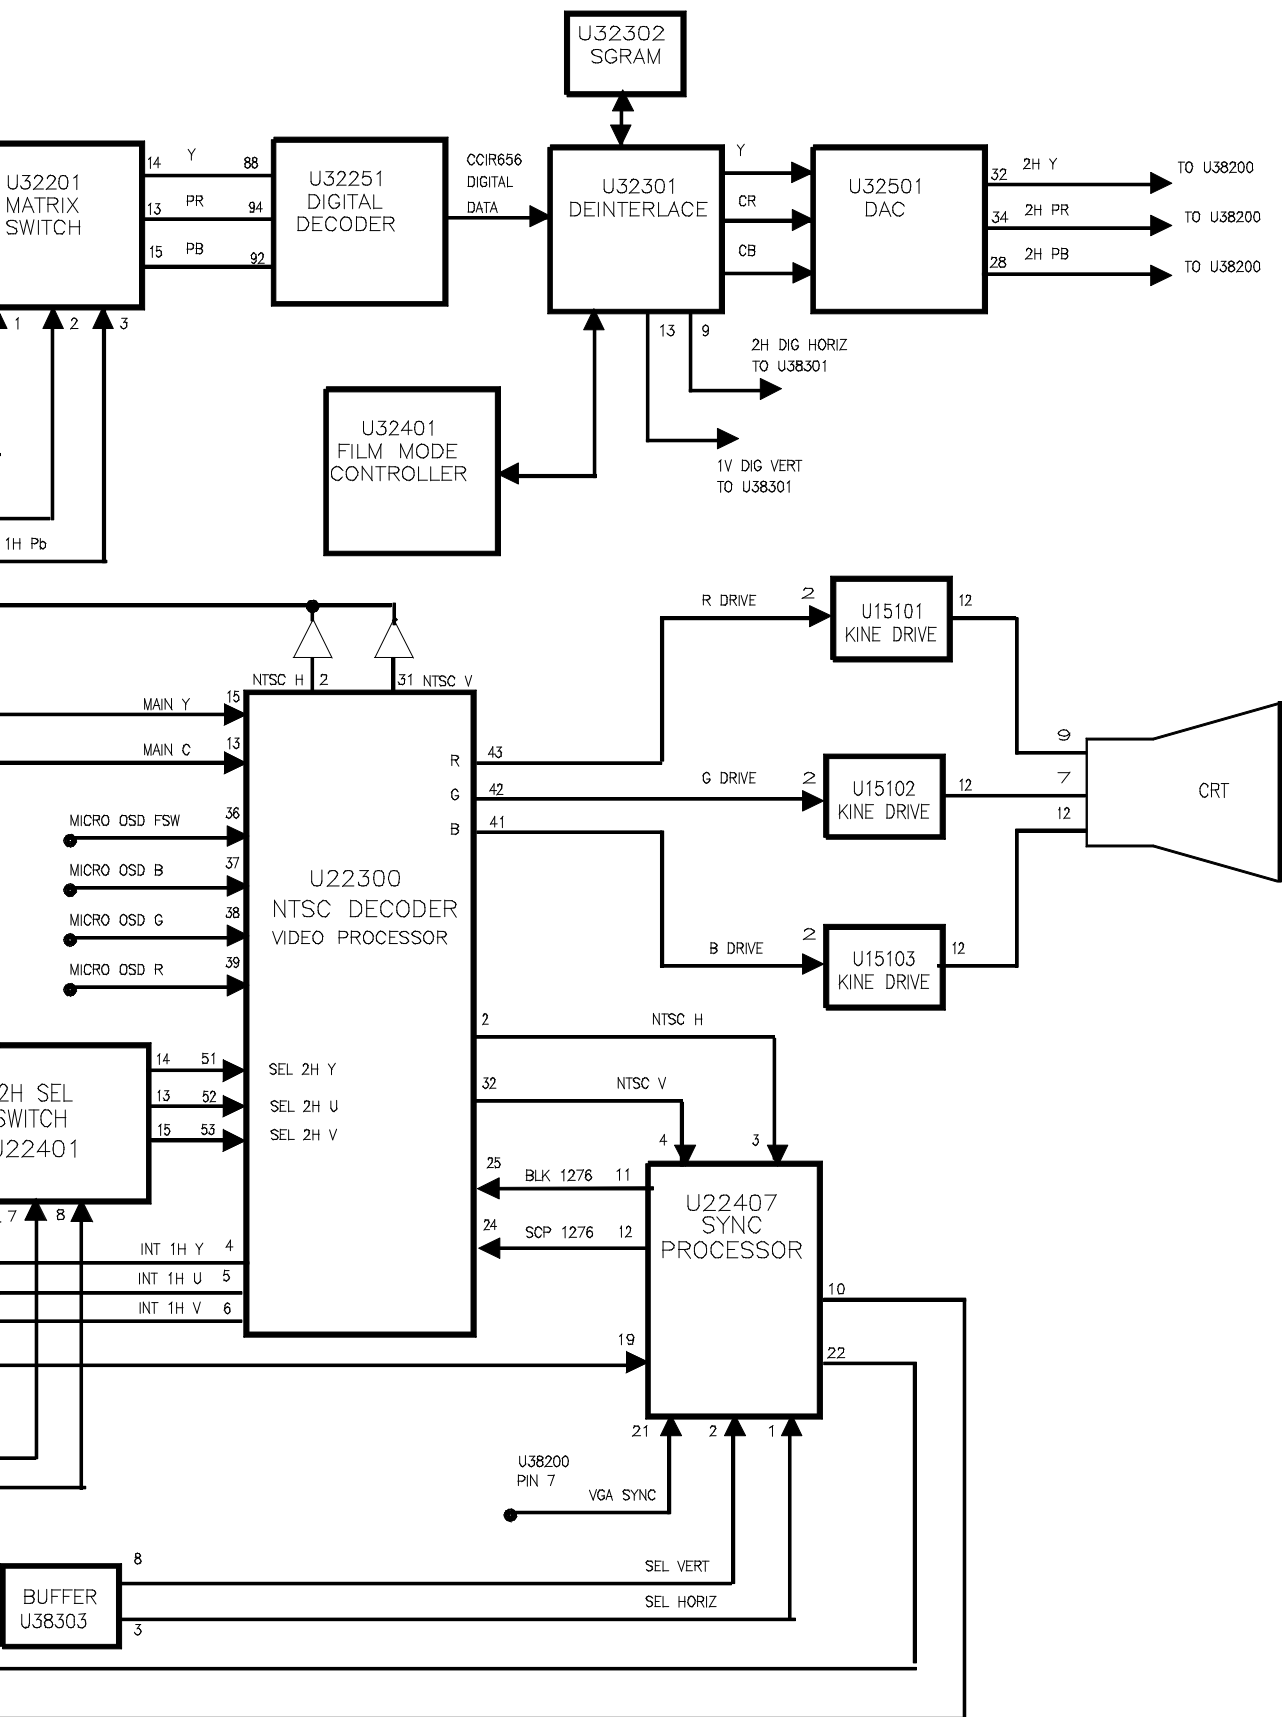 U32302
SGRAM
U32201
MATRIX
SWITCH
14 Y 88
13 PR 94
15 PB 92
U32251
DIGITAL
DECODER
CCIR656
DIGITAL
DATA
U32301
DEINTERLACE
Y
CR
CB
U32501
DAC
32 2H Y TO U38200
34 2H PR TO U38200
28 2H PB TO U38200
1 2 3
13 9
2H DIG HORIZ
TO U38301
1V DIG VERT
TO U38301
U32401
FILM MODE
CONTROLLER
1H Pb
R DRIVE 2
U15101
KINE DRIVE
12
NTSC H 2
31 NTSC V
MAIN Y 15
MAIN C 13
MICRO OSD FSW 36
MICRO OSD B 37
MICRO OSD G 38
MICRO OSD R 39
R 43
G 42
B 41
U22300
NTSC DECODER
VIDEO PROCESSOR
G DRIVE 2
U15102
KINE DRIVE
12
B DRIVE 2
U15103
KINE DRIVE
12
9
7
12
CRT
2 NTSC H
32 NTSC V
4 3
2H SEL
SWITCH
U22401
14 51 SEL 2H Y
13 52 SEL 2H U
15 53 SEL 2H V
7 8
25 BLK 1276 11
24 SCP 1276 12
U22407
SYNC
PROCESSOR
INT 1H Y 4
INT 1H U 5
INT 1H V 6
10
19
22
21 2 1
U38200
PIN 7
VGA SYNC
BUFFER
U38303
8 SEL VERT
SEL HORIZ
3